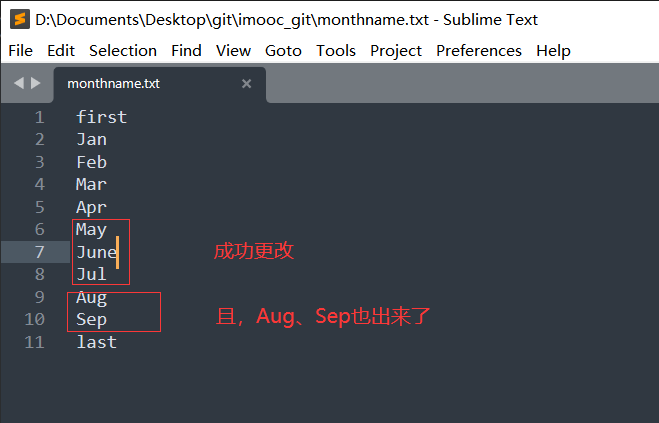 D:\Documents\Desktop\git\imooc_git\monthname.txt - Sublime Text
File Edit Selection Find View Goto Tools Project Preferences Help
monthname.txt
1 first
2 Jan
3 Feb
4 Mar
5 Apr
6 May
7 June 成功更改
8 Jul
9 Aug
10 Sep 且，Aug、Sep也出来了
11 last